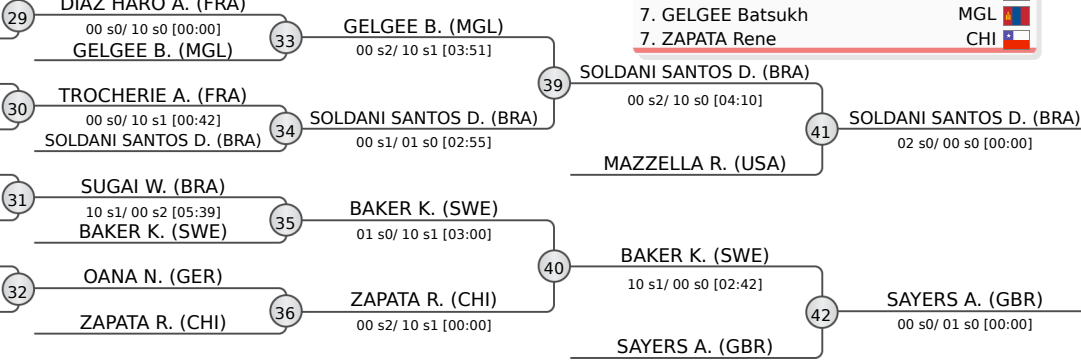 DIAZ HARO A. (FRA)
29
00 s0/ 10 s0 [00:00]
GELGEE B. (MGL)
33
GELGEE B. (MGL)
00 s2/ 10 s1 [03:51]
7. GELGEE Batsukh MGL
7. ZAPATA Rene CHI
39
SOLDANI SANTOS D. (BRA)
00 s2/ 10 s0 [04:10]
30
TROCHERIE A. (FRA)
00 s0/ 10 s1 [00:42]
SOLDANI SANTOS D. (BRA)
34
SOLDANI SANTOS D. (BRA)
00 s1/ 01 s0 [02:55]
41
SOLDANI SANTOS D. (BRA)
02 s0/ 00 s0 [00:00]
MAZZELLA R. (USA)
31
SUGAI W. (BRA)
10 s1/ 00 s2 [05:39]
BAKER K. (SWE)
35
BAKER K. (SWE)
01 s0/ 10 s1 [03:00]
40
BAKER K. (SWE)
10 s1/ 00 s0 [02:42]
32
OANA N. (GER)
ZAPATA R. (CHI)
36
ZAPATA R. (CHI)
00 s2/ 10 s1 [00:00]
42
SAYERS A. (GBR)
00 s0/ 01 s0 [00:00]
SAYERS A. (GBR)